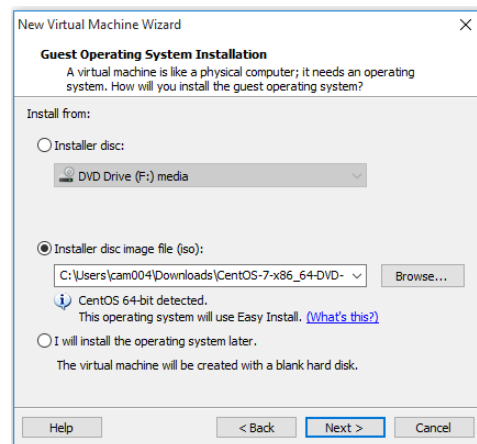 New Virtual Machine Wizard
Guest Operating System Installation
A virtual machine is like a physical computer; it needs an operating
system. How will you install the guest operating system?
Install from:
Installer disc:
DVD Drive (F:) media
Installer disc image file (iso):
C:\Users\cam004\Downloads\CentOS-7-x86_64-DVD-
Browse...
CentOS 64-bit detected.
This operating system will use Easy Install. (What's this?)
I will install the operating system later.
The virtual machine will be created with a blank hard disk.
Help < Back Next > Cancel